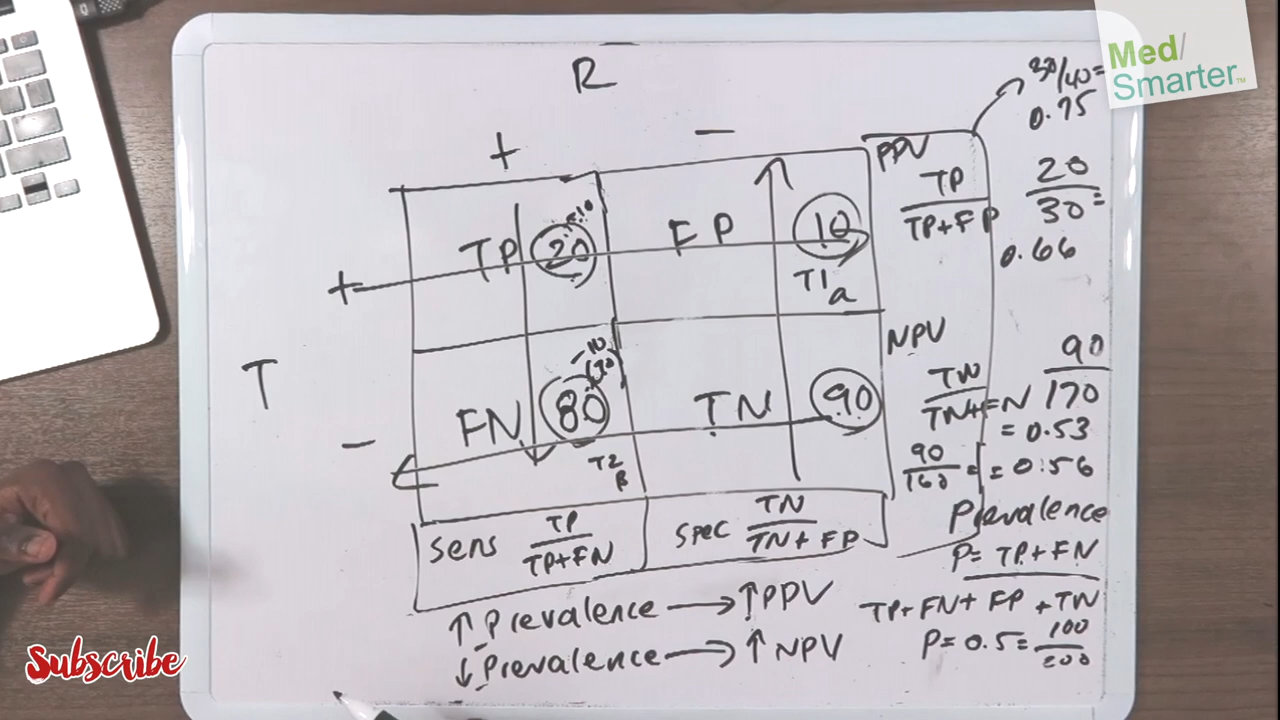 Med/
Smarter™
R
+ −
30/40=
0.75
PPV
TP
TP+FP
20
30 =
0.66
+
TP 20 +10
FP 10
T1
a
T
NPV
TN
TN+FN
90
170
= 0.53
90
160 = = 0.56
−
FN 80 -10
T2
β
TN 90
Sens TP
TP+FN
Spec TN
TN+FP
Prevalence
P= TP+FN
TP+FN+FP+TN
P= 0.5= 100
200
↑Prevalence → ↑PPV
↓Prevalence → ↑NPV
Subscribe